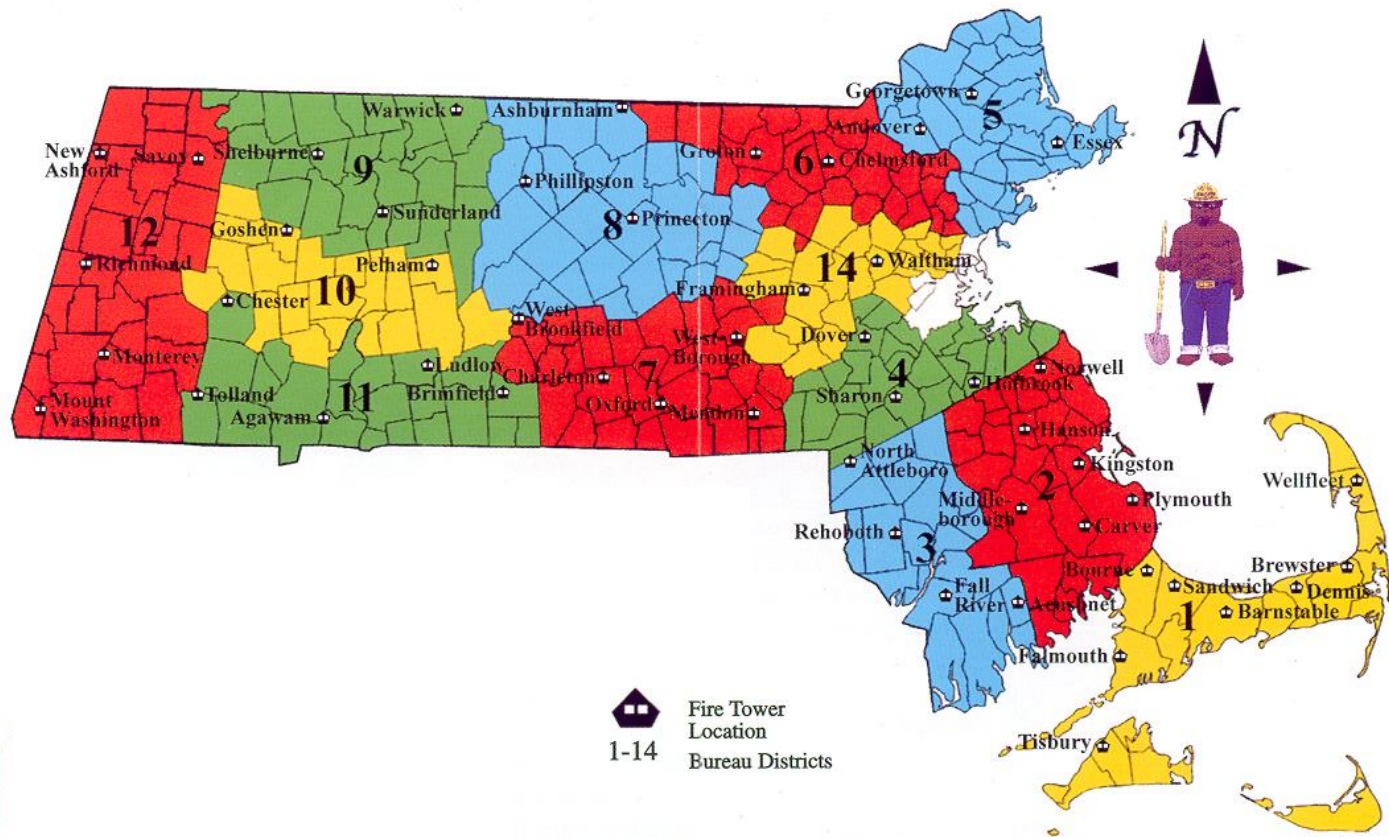 Georgetown
5
Warwick
Ashburnham
Andover
Essex
N
New
Ashford
Savoy
Shelburne
9
Groton
6
Chelmsford
Phillipston
Sunderland
8
Princeton
12
Goshen
Richmond
Pelham
14
Waltham
10
Chester
Framingham
West
Brookfield
West-
Borough
Dover
Monterey
Ludlow
7
4
Norwell
Charleton
Holbrook
Mount
Washington
Tolland
11
Brimfield
Oxford
Mendon
Sharon
Agawam
Hanson
North
Attleboro
Kingston
Wellfleet
2
Middle-
borough
Plymouth
Rehoboth
3
Carver
Bourne
Brewster
Sandwich
Dennis
Fall
River
Acushnet
1
Barnstable
Falmouth
Fire Tower
Location
1-14
Bureau Districts
Tisbury